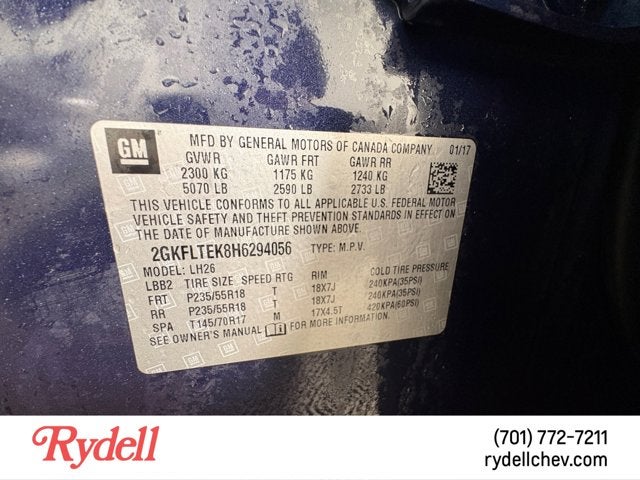 GM
MFD BY GENERAL MOTORS OF CANADA COMPANY 01/17
GVWR GAWR FRT GAWR RR
2300 KG 1175 KG 1240 KG
5070 LB 2590 LB 2733 LB
THIS VEHICLE CONFORMS TO ALL APPLICABLE U.S. FEDERAL MOTOR
VEHICLE SAFETY AND THEFT PREVENTION STANDARDS IN EFFECT ON
THE DATE OF MANUFACTURE SHOWN ABOVE.
2GKFLTEK8H6294056 TYPE: M.P.V.
MODEL: LH26
LBB2 TIRE SIZE SPEED RTG RIM COLD TIRE PRESSURE
FRT P235/55R18 T 18X7J 240KPA(35PSI)
RR P235/55R18 T 18X7J 240KPA(35PSI)
SPA T145/70R17 M 17X4.5T 420KPA(60PSI)
SEE OWNER'S MANUAL FOR MORE INFORMATION.
Rydell
(701) 772-7211
rydellchev.com